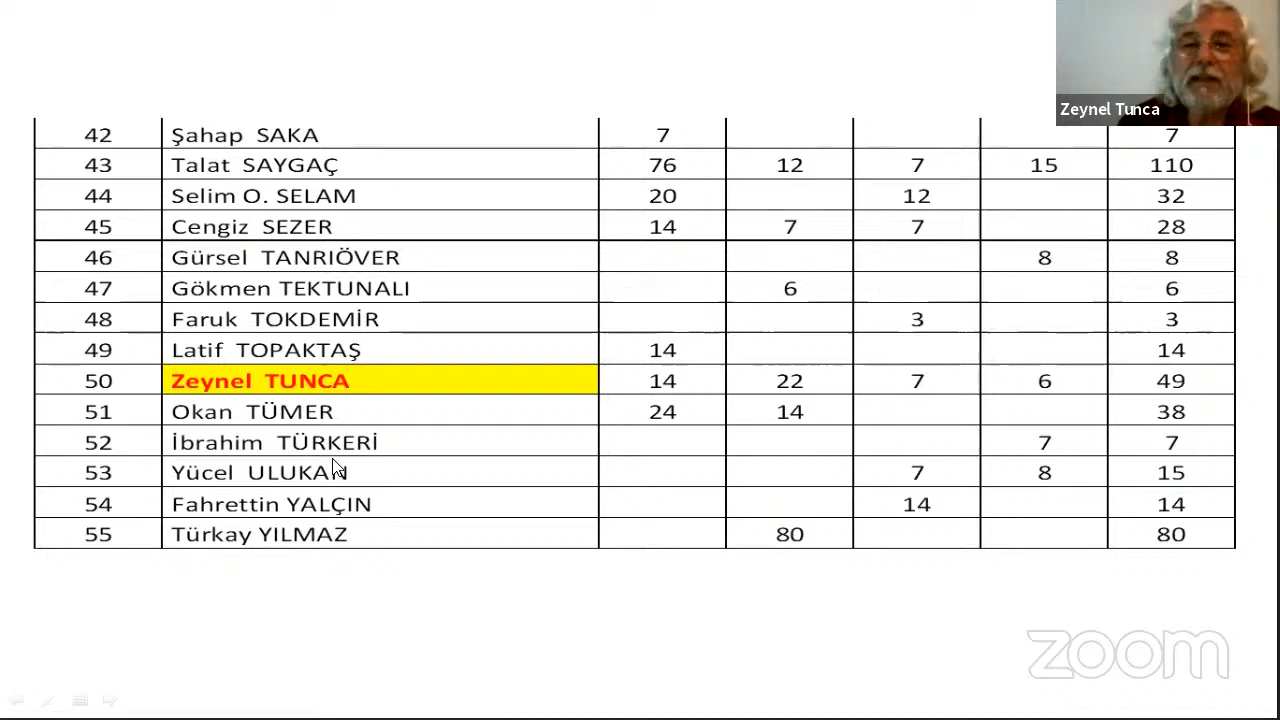 Zeynel Tunca
42 Şahap SAKA 7 7
43 Talat SAYGAÇ 76 12 7 15 110
44 Selim O. SELAM 20 12 32
45 Cengiz SEZER 14 7 7 28
46 Gürsel TANRIÖVER 8 8
47 Gökmen TEKTUNALI 6 6
48 Faruk TOKDEMİR 3 3
49 Latif TOPAKTAŞ 14 14
50 Zeynel TUNCA 14 22 7 6 49
51 Okan TÜMER 24 14 38
52 İbrahim TÜRKERİ 7 7
53 Yücel ULUKAN 7 8 15
54 Fahrettin YALÇIN 14 14
55 Türkay YILMAZ 80 80
zoom